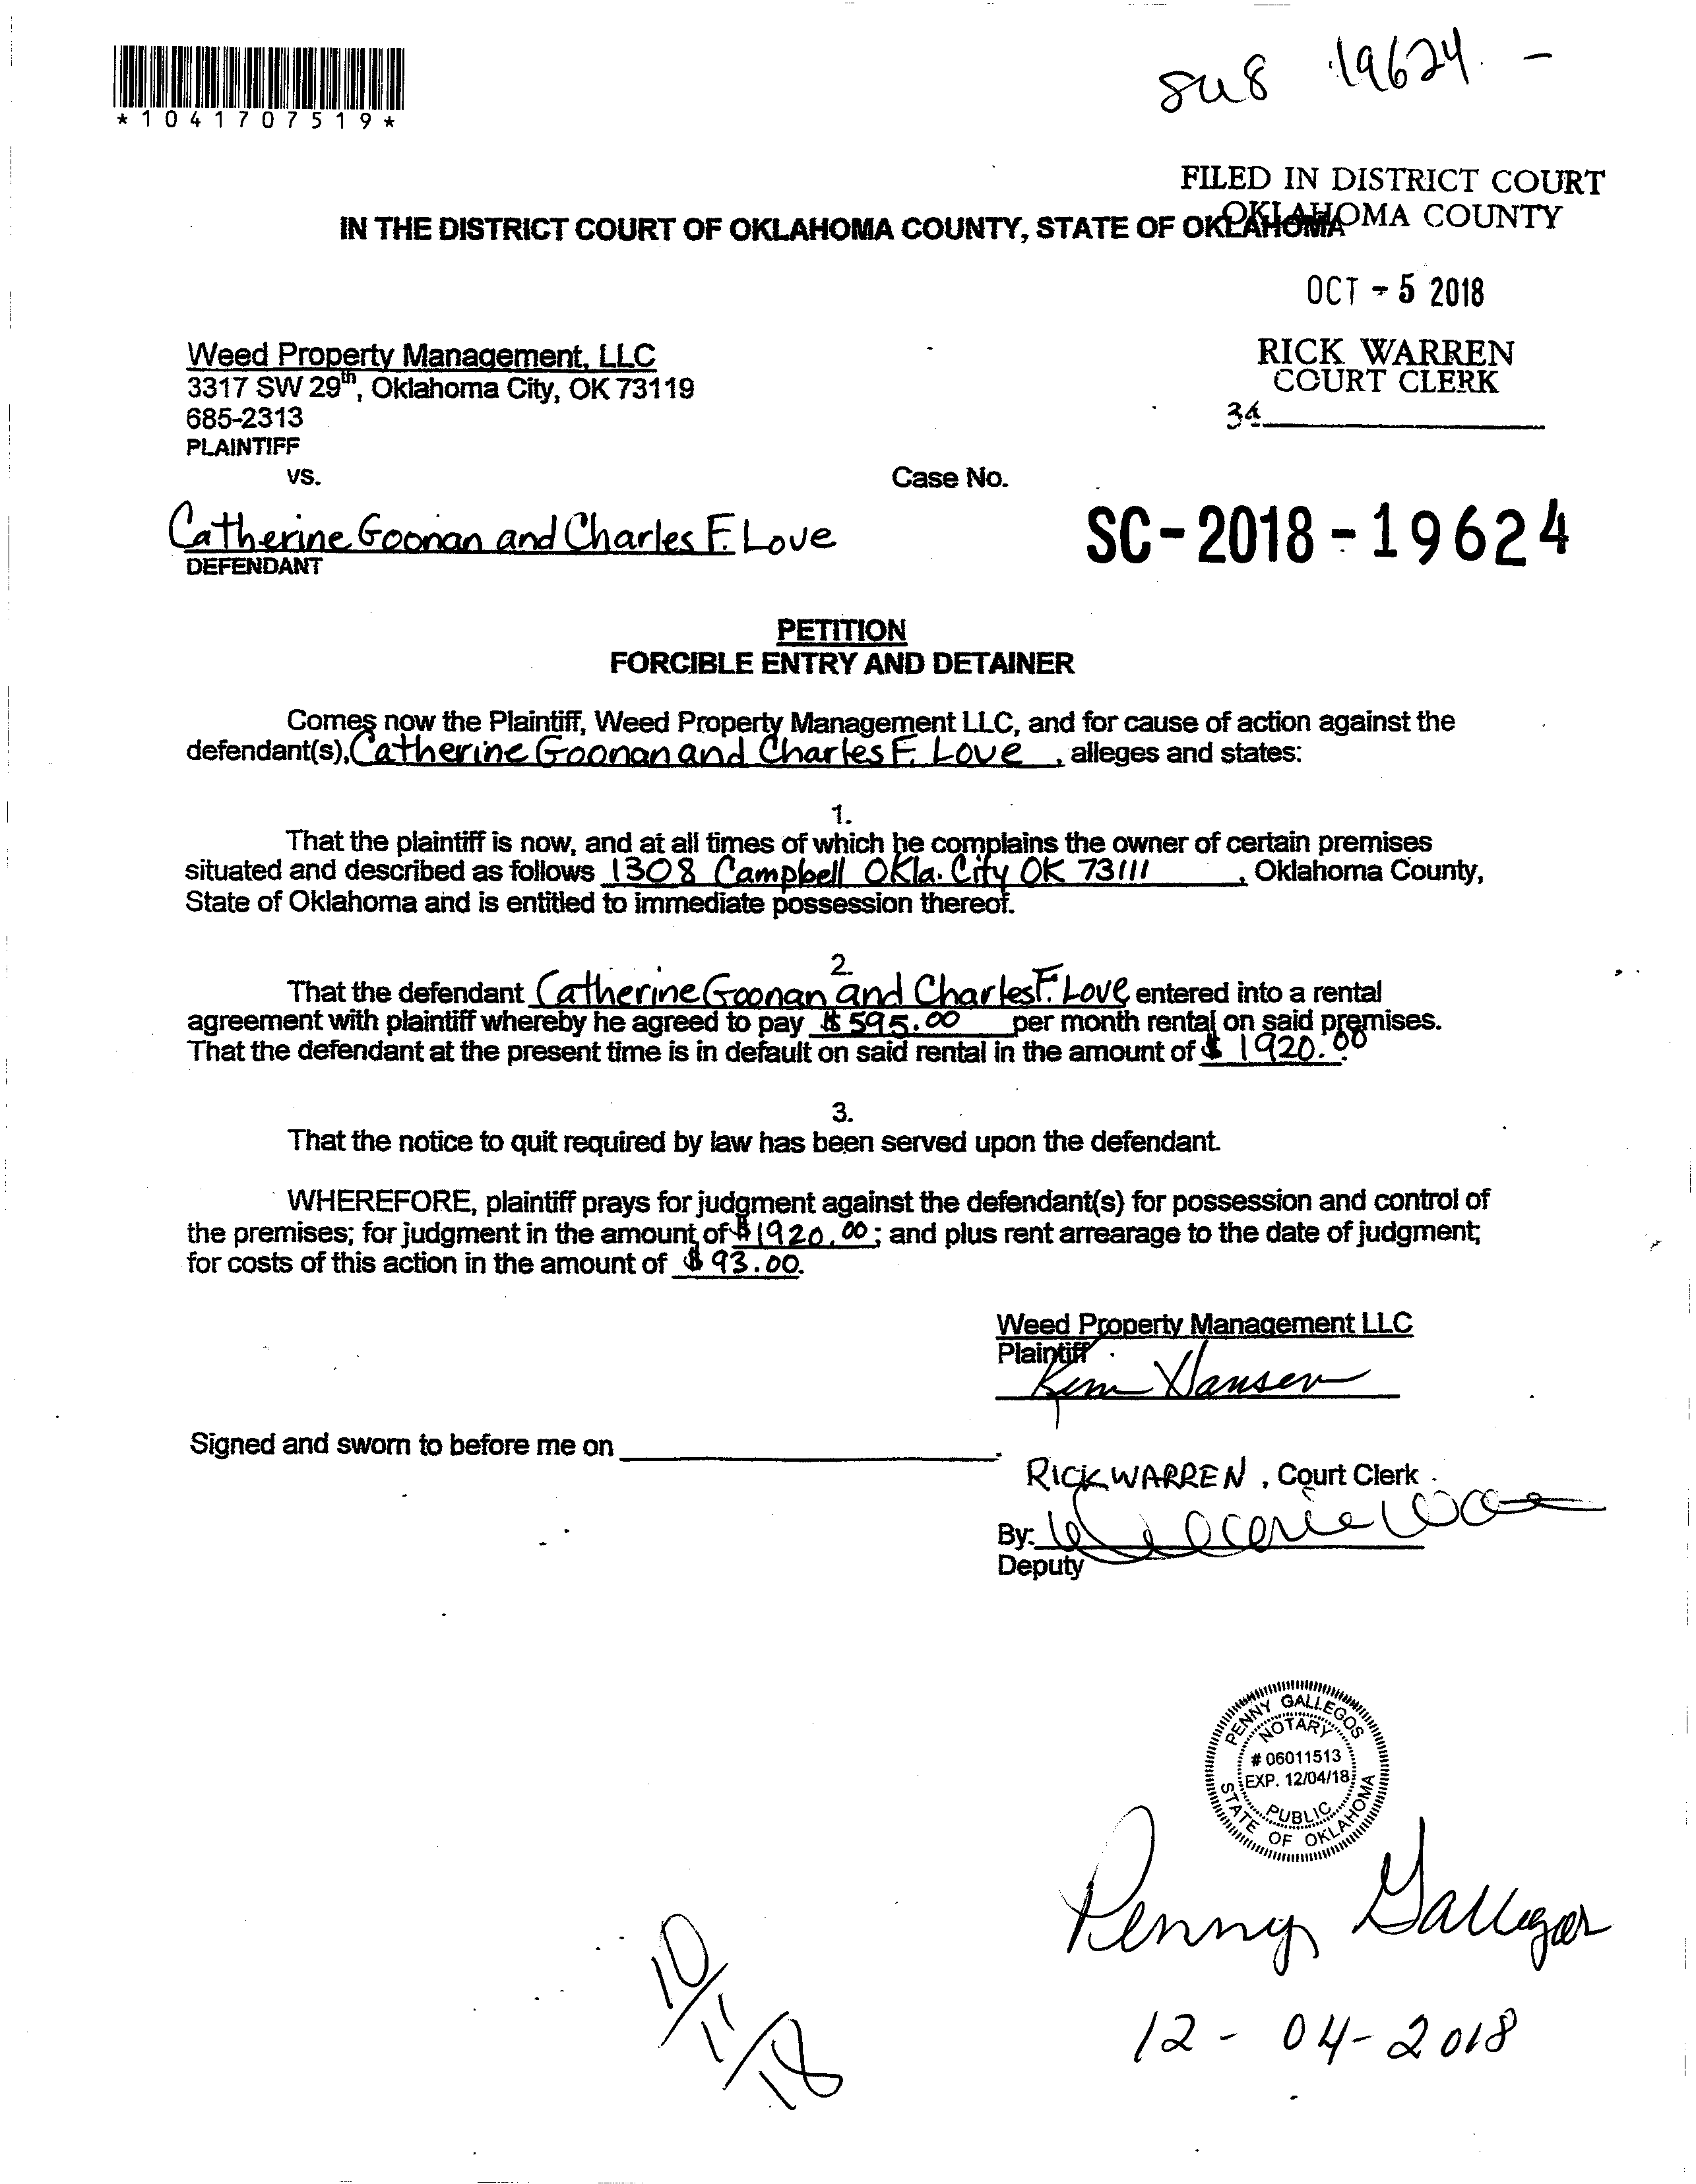 *1041707519*
su8 19624. -
FILED IN DISTRICT COURT
OKLAHOMA COUNTY
IN THE DISTRICT COURT OF OKLAHOMA COUNTY, STATE OF OKLAHOMA
OCT - 5 2018
Weed Property Management, LLC
3317 SW 29th, Oklahoma City, OK 73119
685-2313
PLAINTIFF
RICK WARREN
COURT CLERK
34
vs.
Case No.
Catherine Goonan and Charles F. Love
DEFENDANT
SC-2018-19624
PETITION
FORCIBLE ENTRY AND DETAINER
Comes now the Plaintiff, Weed Property Management LLC, and for cause of action against the
defendant(s), Catherine Goonan and Charles F. Love, alleges and states:
1.
That the plaintiff is now, and at all times of which he complains the owner of certain premises
situated and described as follows 1308 Campbell Okla. City OK 73111, Oklahoma County,
State of Oklahoma and is entitled to immediate possession thereof.
2.
That the defendant Catherine Goonan and Charles F. Love entered into a rental
agreement with plaintiff whereby he agreed to pay $595.00 per month rental on said premises.
That the defendant at the present time is in default on said rental in the amount of $1920.00.
3.
That the notice to quit required by law has been served upon the defendant.
WHEREFORE, plaintiff prays for judgment against the defendant(s) for possession and control of
the premises; for judgment in the amount of $1920.00; and plus rent arrearage to the date of judgment;
for costs of this action in the amount of $93.00.
Weed Property Management LLC
Plaintiff
Kim Hansen
Signed and sworn to before me on
RICK WARREN, Court Clerk
By:
Deputy
PENNY GALLEGOS
NOTARY
# 06011513
EXP. 12/04/18
PUBLIC
STATE OF OKLAHOMA
Penny Gallegos
10/11/18
12-04-2018